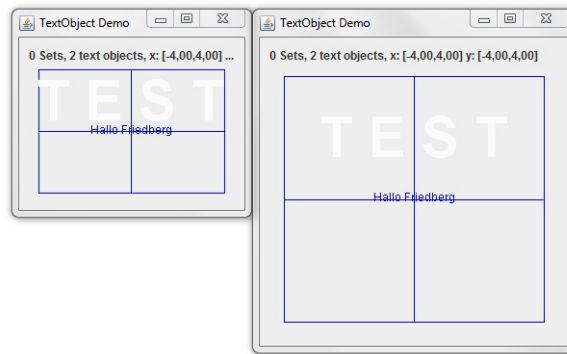 TextObject Demo
0 Sets, 2 text objects, x: [-4,00,4,00] ...
TEST
Hallo Friedberg
TextObject Demo
0 Sets, 2 text objects, x: [-4,00,4,00] y: [-4,00,4,00]
TEST
Hallo Friedberg